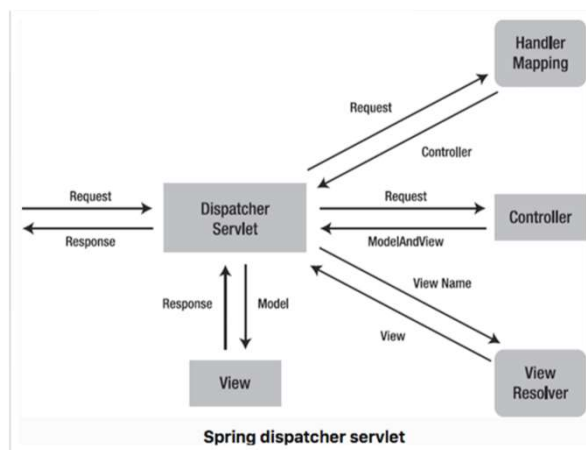 Handler
Mapping
Request
Controller
Request
Response
Dispatcher
Servlet
Request
ModelAndView
Controller
Response
Model
View Name
View
View
View
Resolver
Spring dispatcher servlet